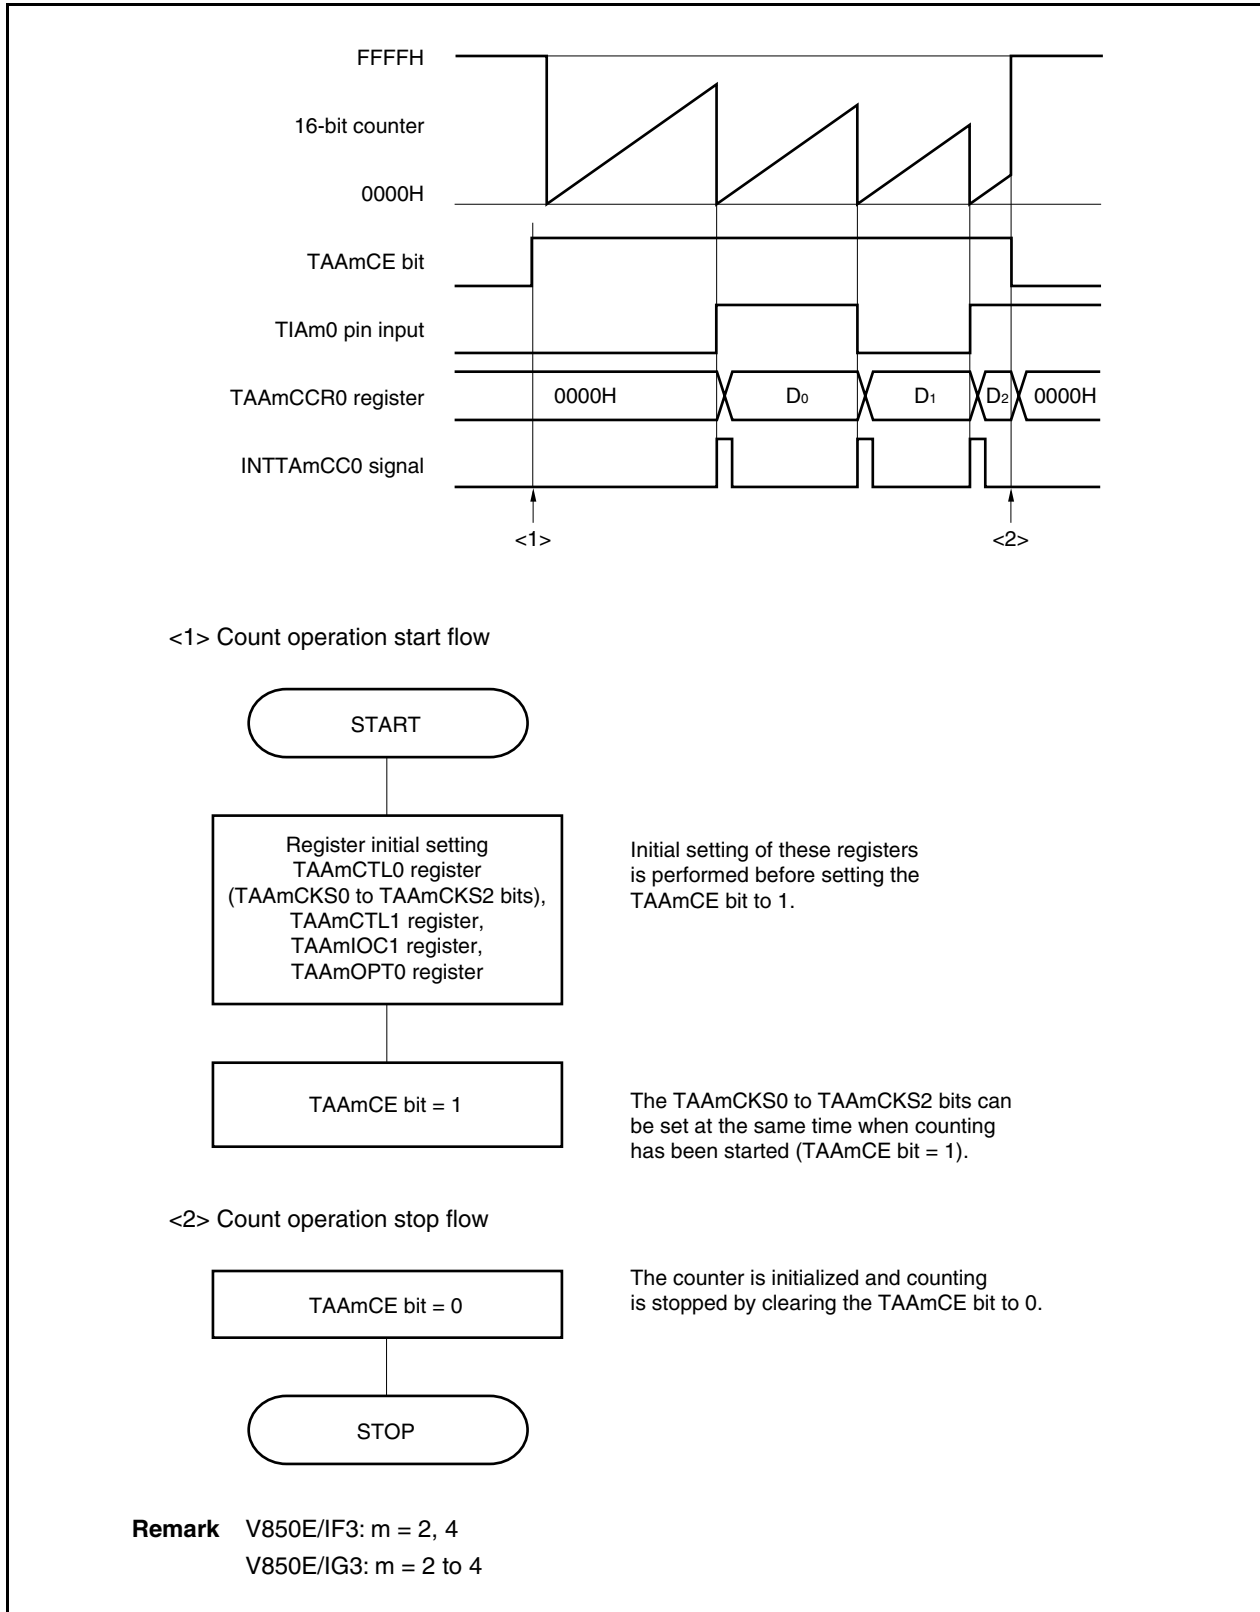 FFFFH
16-bit counter
0000H
TAAmCE bit
TIAm0 pin input
TAAmCCR0 register
0000H D0 D1 D2 0000H
INTTAmCC0 signal
<1> <2>
<1> Count operation start flow
START
Register initial setting
TAAmCTL0 register
(TAAmCKS0 to TAAmCKS2 bits),
TAAmCTL1 register,
TAAmIOC1 register,
TAAmOPT0 register
Initial setting of these registers
is performed before setting the
TAAmCE bit to 1.
TAAmCE bit = 1
The TAAmCKS0 to TAAmCKS2 bits can
be set at the same time when counting
has been started (TAAmCE bit = 1).
<2> Count operation stop flow
TAAmCE bit = 0
The counter is initialized and counting
is stopped by clearing the TAAmCE bit to 0.
STOP
Remark V850E/IF3: m = 2, 4
V850E/IG3: m = 2 to 4